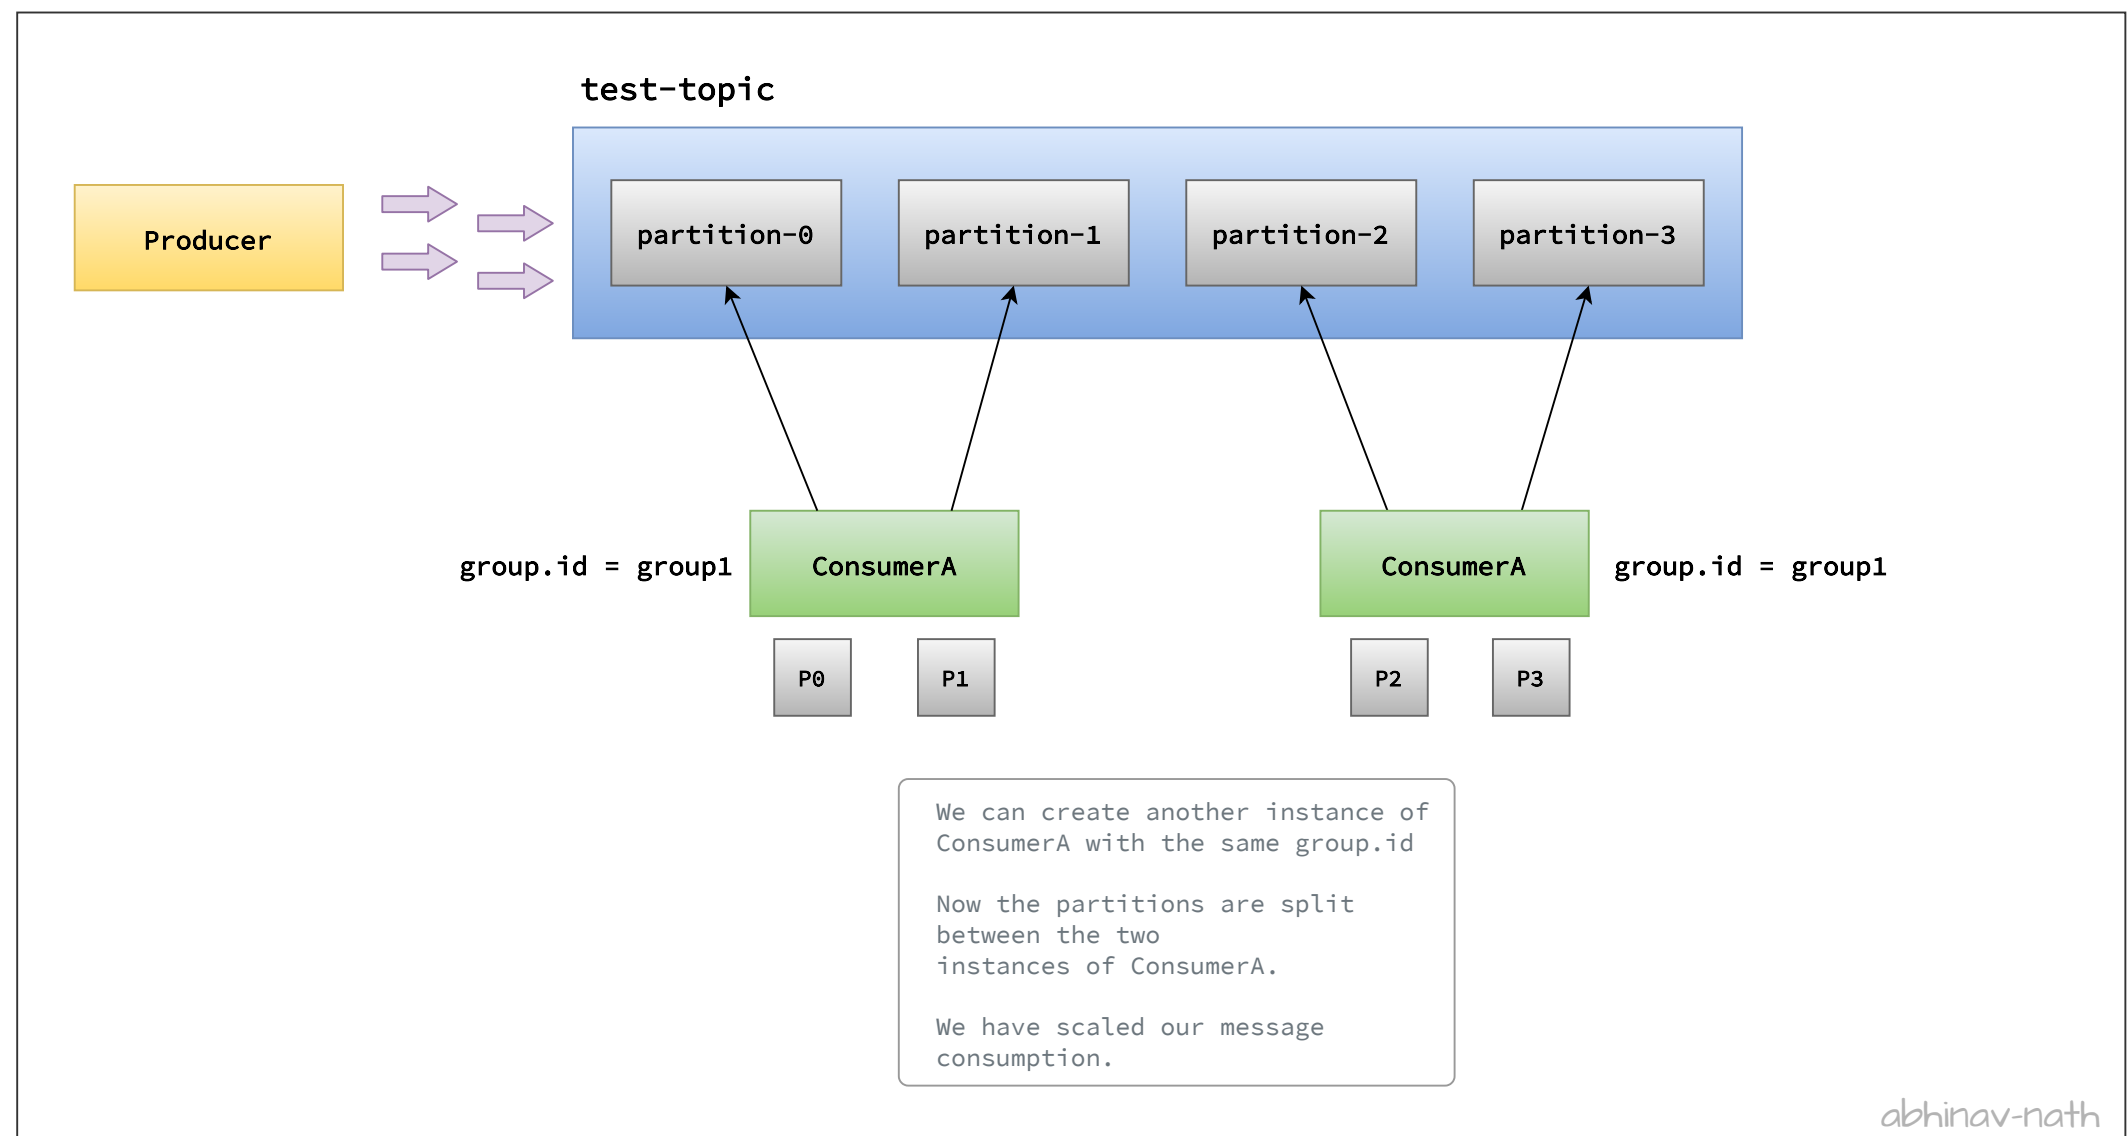 test-topic
Producer
partition-0
partition-1
partition-2
partition-3
group.id = group1
ConsumerA
ConsumerA
group.id = group1
P0
P1
P2
P3
We can create another instance of
ConsumerA with the same group.id
Now the partitions are split
between the two
instances of ConsumerA.
We have scaled our message
consumption.
abhinav-nath